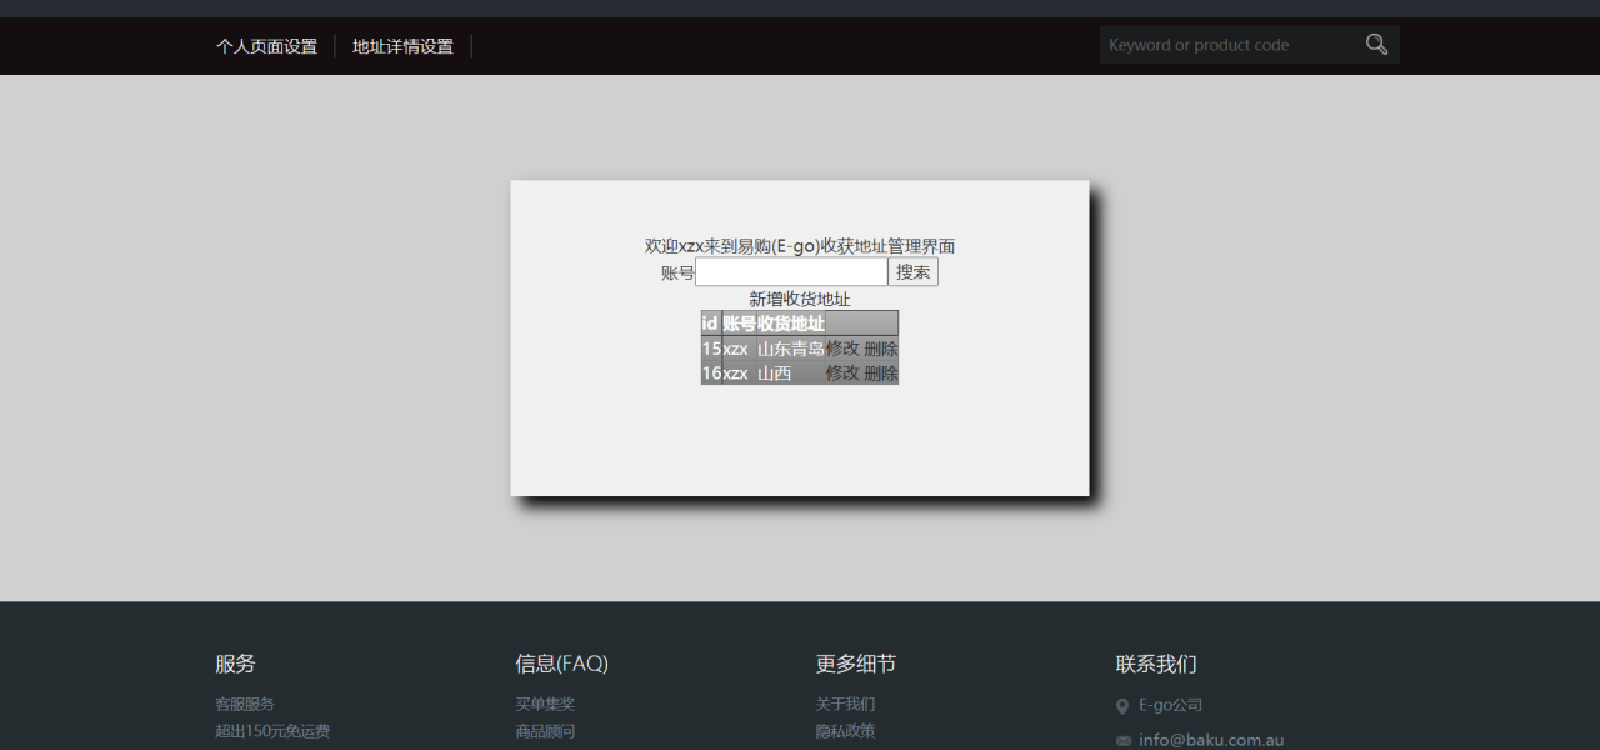 个人页面设置 地址详情设置 Keyword or product code
欢迎xzx来到易购(E-go)收获地址管理界面
账号 搜索
新增收货地址
id 账号 收货地址
15 xzx 山东青岛 修改 删除
16 xzx 山西 修改 删除
服务 信息(FAQ) 更多细节 联系我们
客服服务 买单集奖 关于我们 E-go公司
超出150元免运费 商品顾问 隐私政策 info@baku.com.au